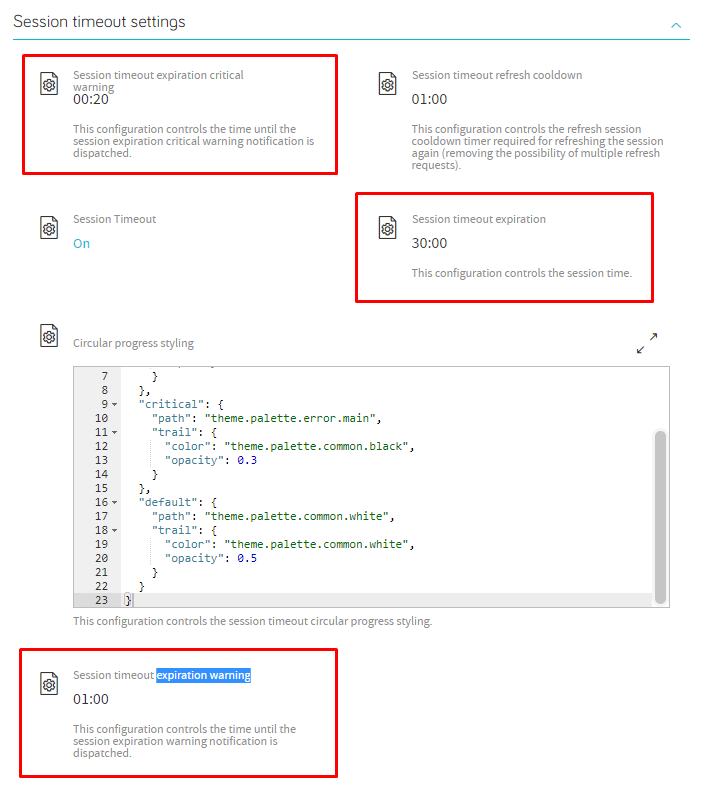 Session timeout settings
Session timeout expiration critical
warning
00:20
This configuration controls the time until the
session expiration critical warning notification is
dispatched.
Session timeout refresh cooldown
01:00
This configuration controls the refresh session
cooldown timer required for refreshing the session
again (removing the possibility of multiple refresh
requests).
Session Timeout
On
Session timeout expiration
30:00
This configuration controls the session time.
Circular progress styling
7 }
8 },
9 "critical": {
10 "path": "theme.palette.error.main",
11 "trail": {
12 "color": "theme.palette.common.black",
13 "opacity": 0.3
14 }
15 },
16 "default": {
17 "path": "theme.palette.common.white",
18 "trail": {
19 "color": "theme.palette.common.white",
20 "opacity": 0.5
21 }
22 }
23 }
This configuration controls the session timeout circular progress styling.
Session timeout expiration warning
01:00
This configuration controls the time until the
session expiration warning notification is
dispatched.